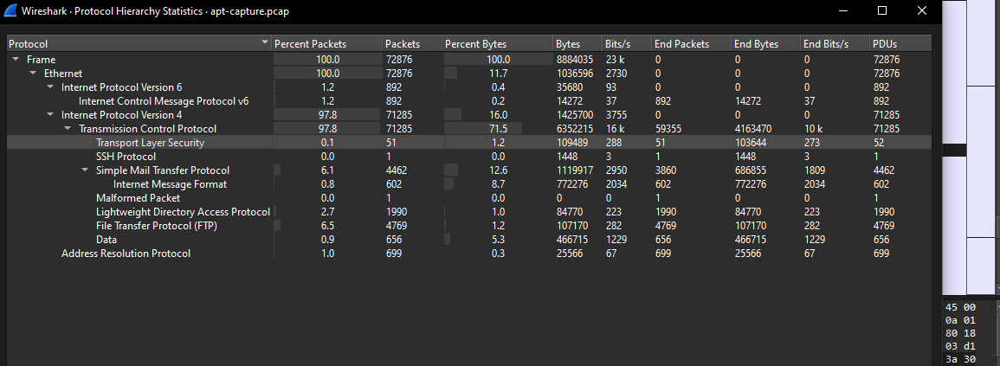 Wireshark · Protocol Hierarchy Statistics · apt-capture.pcap
Protocol Percent Packets Packets Percent Bytes Bytes Bits/s End Packets End Bytes End Bits/s PDUs
Frame 100.0 72876 100.0 8884035 23 k 0 0 0 72876
Ethernet 100.0 72876 11.7 1036596 2730 0 0 0 72876
Internet Protocol Version 6 1.2 892 0.4 35680 93 0 0 0 892
Internet Control Message Protocol v6 1.2 892 0.2 14272 37 892 14272 37 892
Internet Protocol Version 4 97.8 71285 16.0 1425700 3755 0 0 0 71285
Transmission Control Protocol 97.8 71285 71.5 6352215 16 k 59355 4163470 10 k 71285
Transport Layer Security 0.1 51 1.2 109489 288 51 103644 273 52
SSH Protocol 0.0 1 0.0 1448 3 1 1448 3 1
Simple Mail Transfer Protocol 6.1 4462 12.6 1119917 2950 3860 686855 1809 4462
Internet Message Format 0.8 602 8.7 772276 2034 602 772276 2034 602
Malformed Packet 0.0 1 0.0 0 0 1 0 0 1
Lightweight Directory Access Protocol 2.7 1990 1.0 84770 223 1990 84770 223 1990
File Transfer Protocol (FTP) 6.5 4769 1.2 107170 282 4769 107170 282 4769
Data 0.9 656 5.3 466715 1229 656 466715 1229 656
Address Resolution Protocol 1.0 699 0.3 25566 67 699 25566 67 699
45 00
0a 01
80 18
03 d1
3a 30